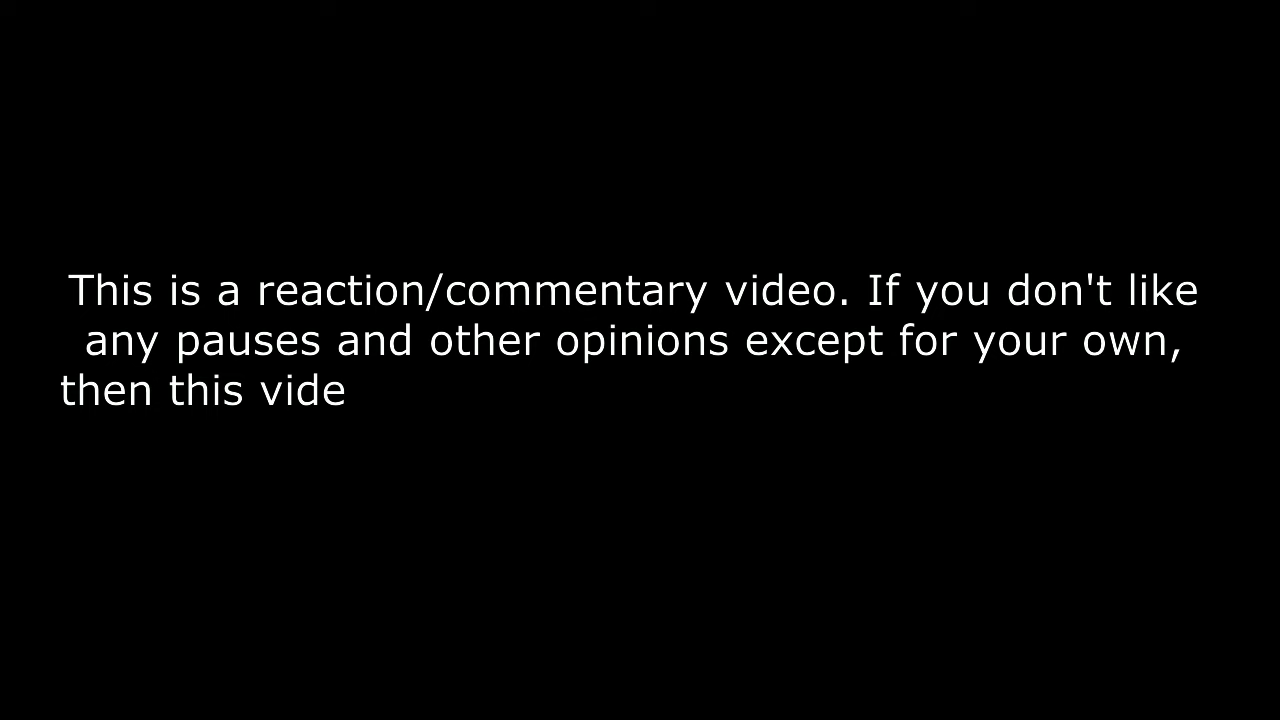 This is a reaction/commentary video. If you don't like
any pauses and other opinions except for your own,
then this vide